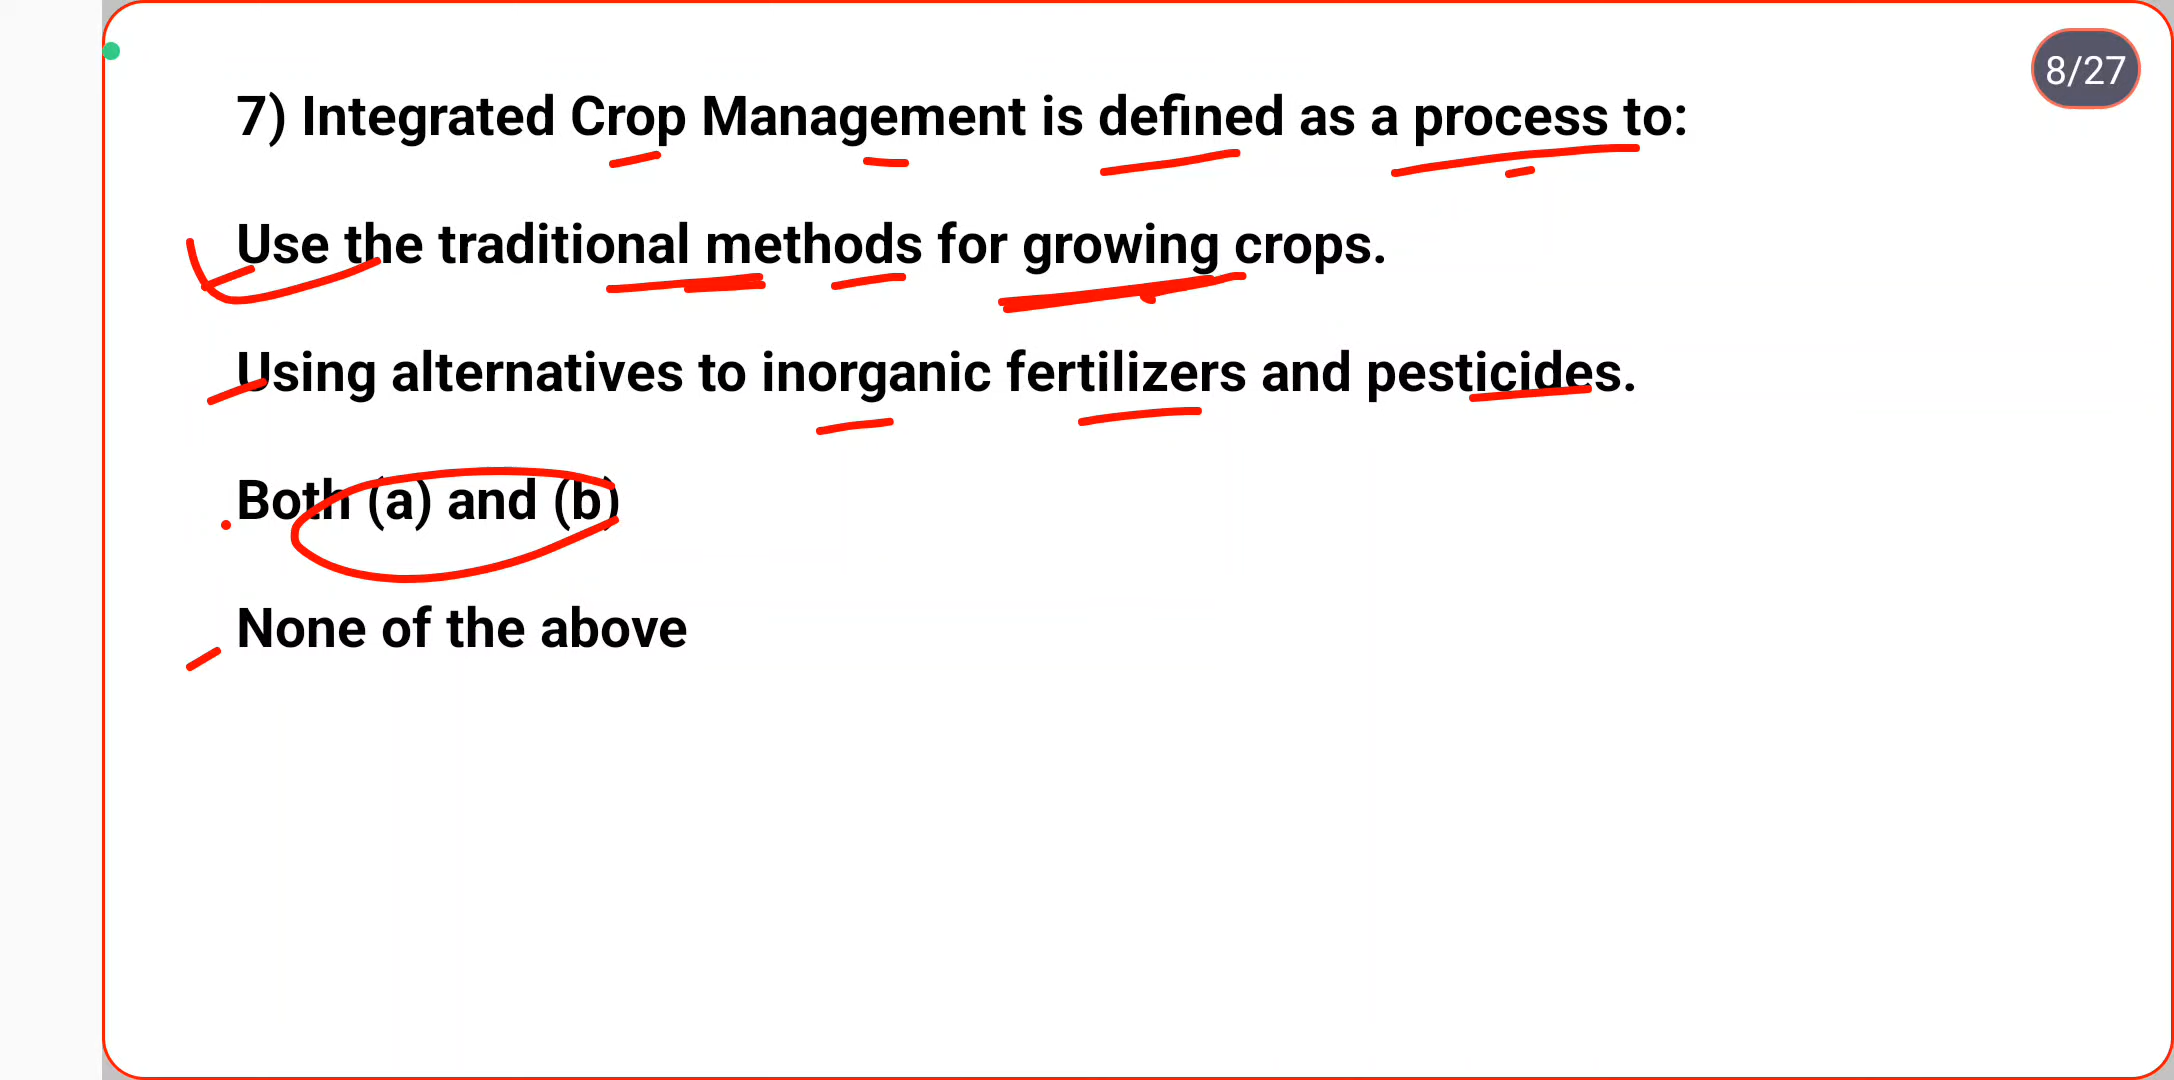 8/27
7) Integrated Crop Management is defined as a process to:
Use the traditional methods for growing crops.
Using alternatives to inorganic fertilizers and pesticides.
Both (a) and (b)
None of the above